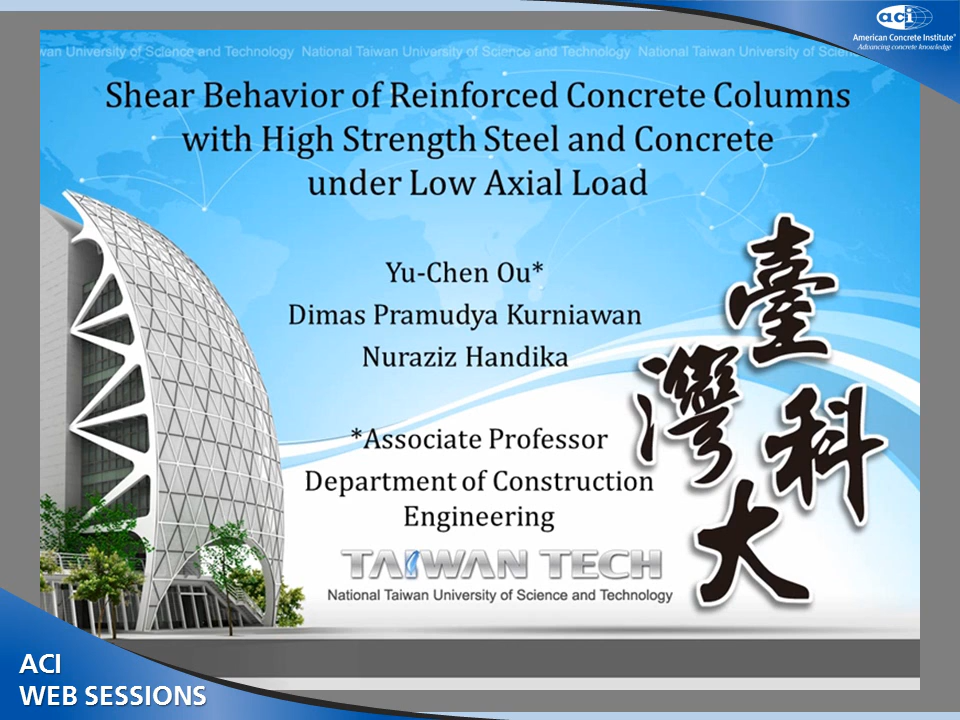 aci
American Concrete Institute®
Advancing concrete knowledge
wan University of Science and Technology National Taiwan University of Science and Technology National Taiwan University of Scien
Shear Behavior of Reinforced Concrete Columns
with High Strength Steel and Concrete
under Low Axial Load
Yu-Chen Ou*
Dimas Pramudya Kurniawan
Nuraziz Handika
*Associate Professor
Department of Construction
Engineering
臺
灣
科
大
TAIWAN TECH
National Taiwan University of Science and Technology
ACI
WEB SESSIONS